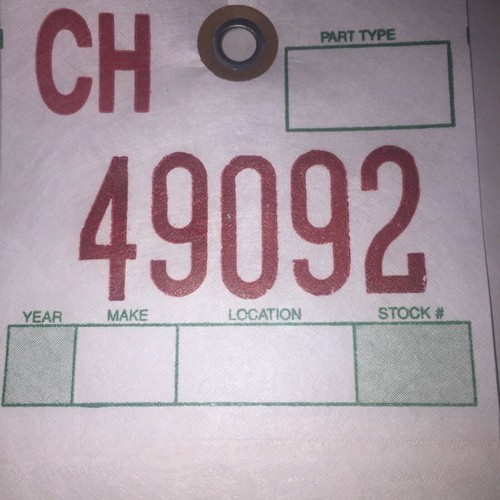 CH
PART TYPE
49092
YEAR MAKE LOCATION STOCK #